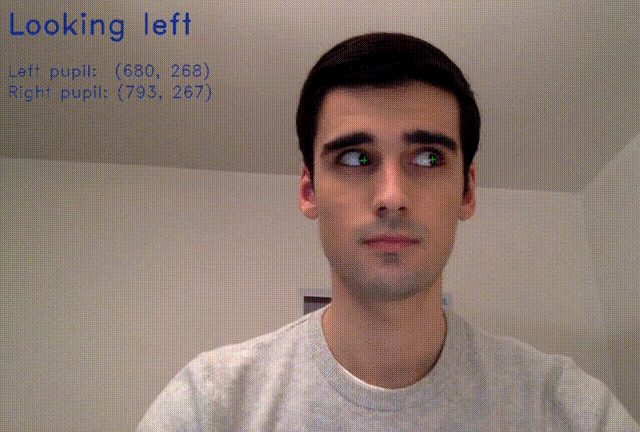 Looking left
Left pupil: (680, 268)
Right pupil: (793, 267)